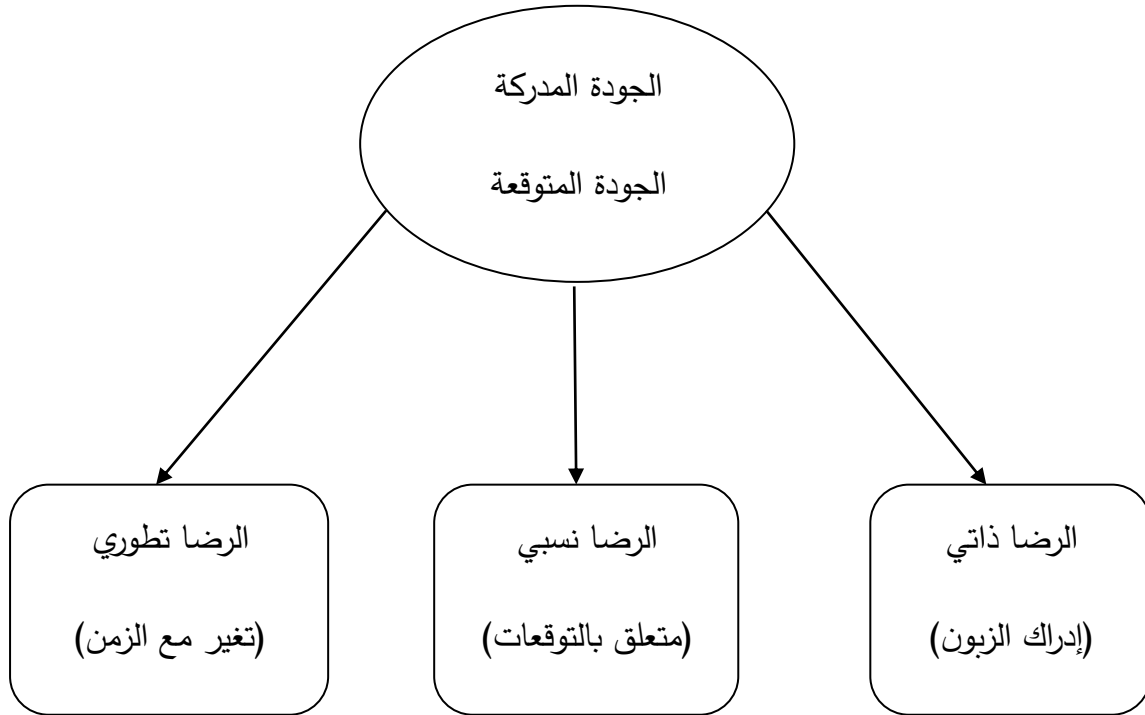 الجودة المدركة
الجودة المتوقعة
الرضا ذاتي
(إدراك الزبون)
الرضا نسبي
(متعلق بالتوقعات)
الرضا تطوري
(تغير مع الزمن)